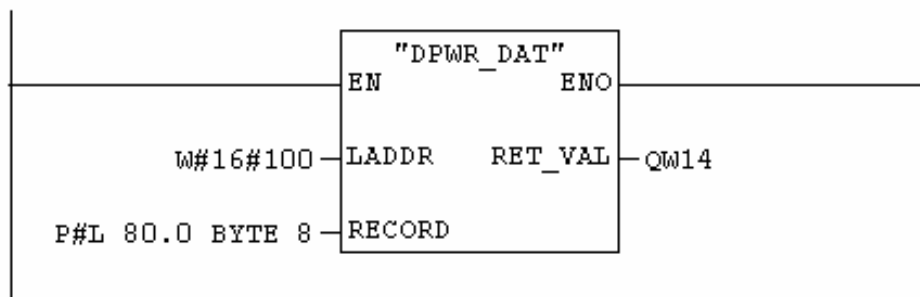 "DPWR_DAT"
EN ENO
W#16#100 LADDR RET_VAL QW14
P#L 80.0 BYTE 8 RECORD